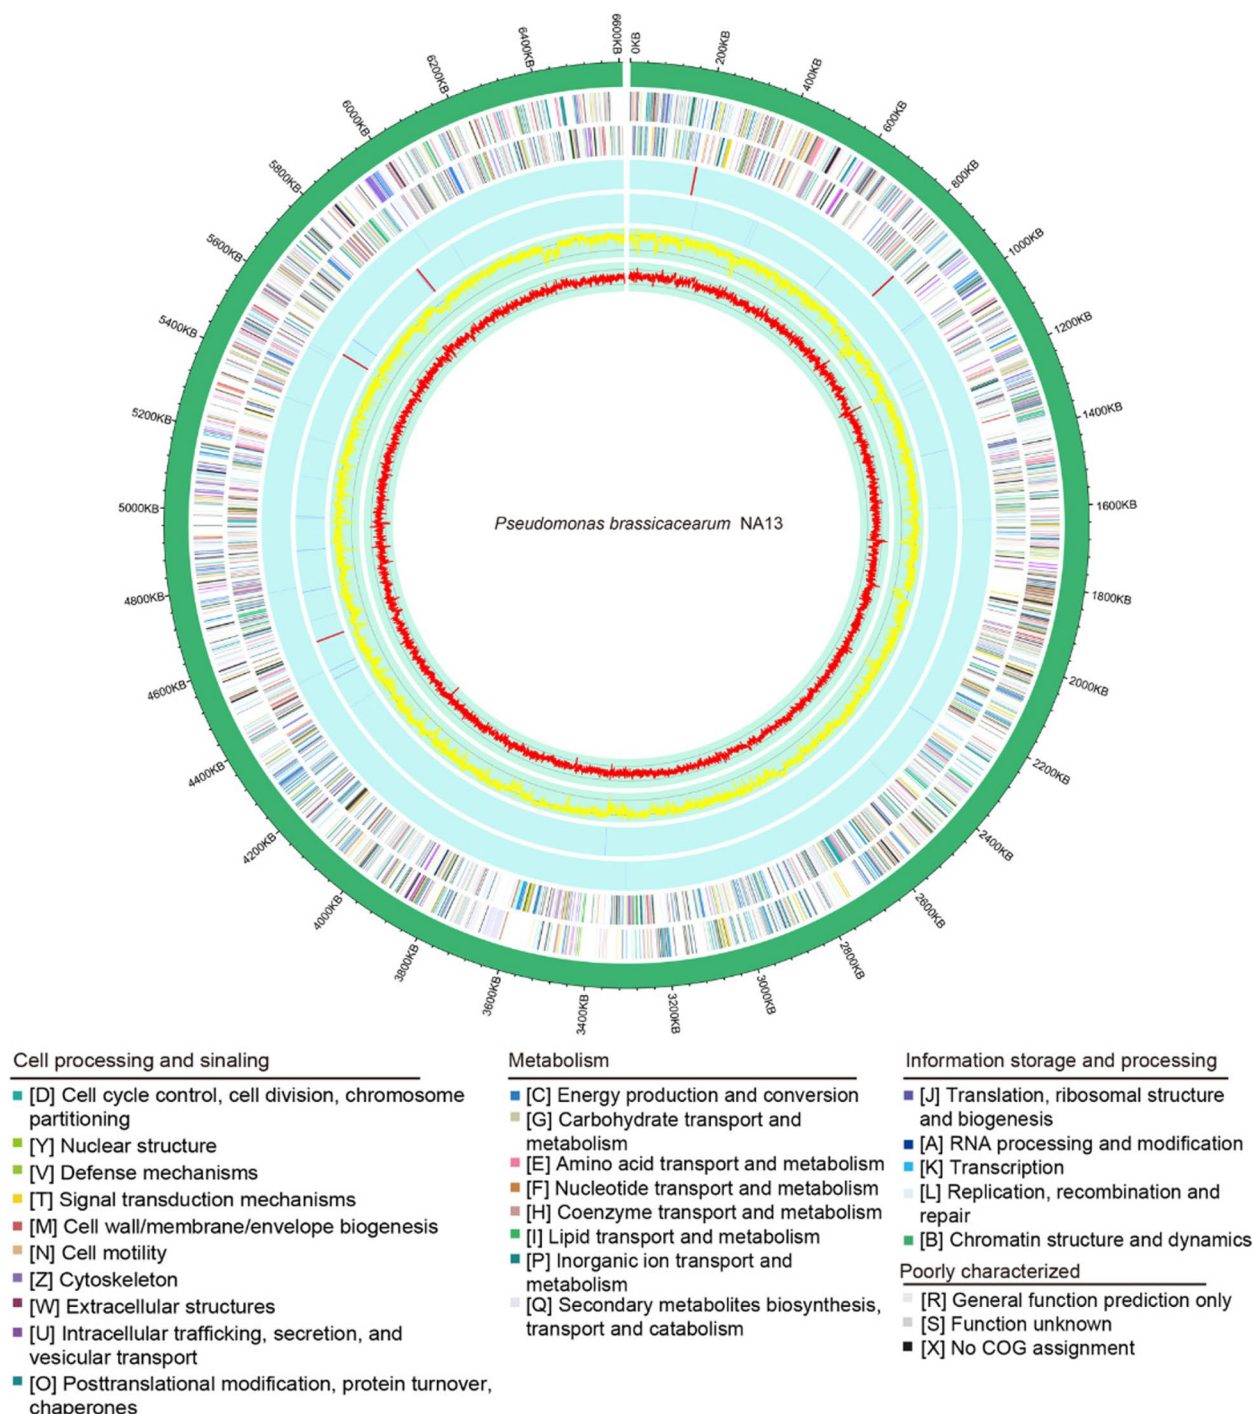 0KB
200KB
400KB
600KB
800KB
1000KB
1200KB
1400KB
1600KB
1800KB
2000KB
2200KB
2400KB
2600KB
2800KB
3000KB
3200KB
3400KB
3600KB
3800KB
4000KB
4200KB
4400KB
4600KB
4800KB
5000KB
5200KB
5400KB
5600KB
5800KB
6000KB
6200KB
6400KB
6600KB
Pseudomonas brassicacearum NA13
Cell processing and sinaling
[D] Cell cycle control, cell division, chromosome
partitioning
[Y] Nuclear structure
[V] Defense mechanisms
[T] Signal transduction mechanisms
[M] Cell wall/membrane/envelope biogenesis
[N] Cell motility
[Z] Cytoskeleton
[W] Extracellular structures
[U] Intracellular trafficking, secretion, and
vesicular transport
[O] Posttranslational modification, protein turnover,
chaperones
Metabolism
[C] Energy production and conversion
[G] Carbohydrate transport and
metabolism
[E] Amino acid transport and metabolism
[F] Nucleotide transport and metabolism
[H] Coenzyme transport and metabolism
[I] Lipid transport and metabolism
[P] Inorganic ion transport and
metabolism
[Q] Secondary metabolites biosynthesis,
transport and catabolism
Information storage and processing
[J] Translation, ribosomal structure
and biogenesis
[A] RNA processing and modification
[K] Transcription
[L] Replication, recombination and
repair
[B] Chromatin structure and dynamics
Poorly characterized
[R] General function prediction only
[S] Function unknown
[X] No COG assignment